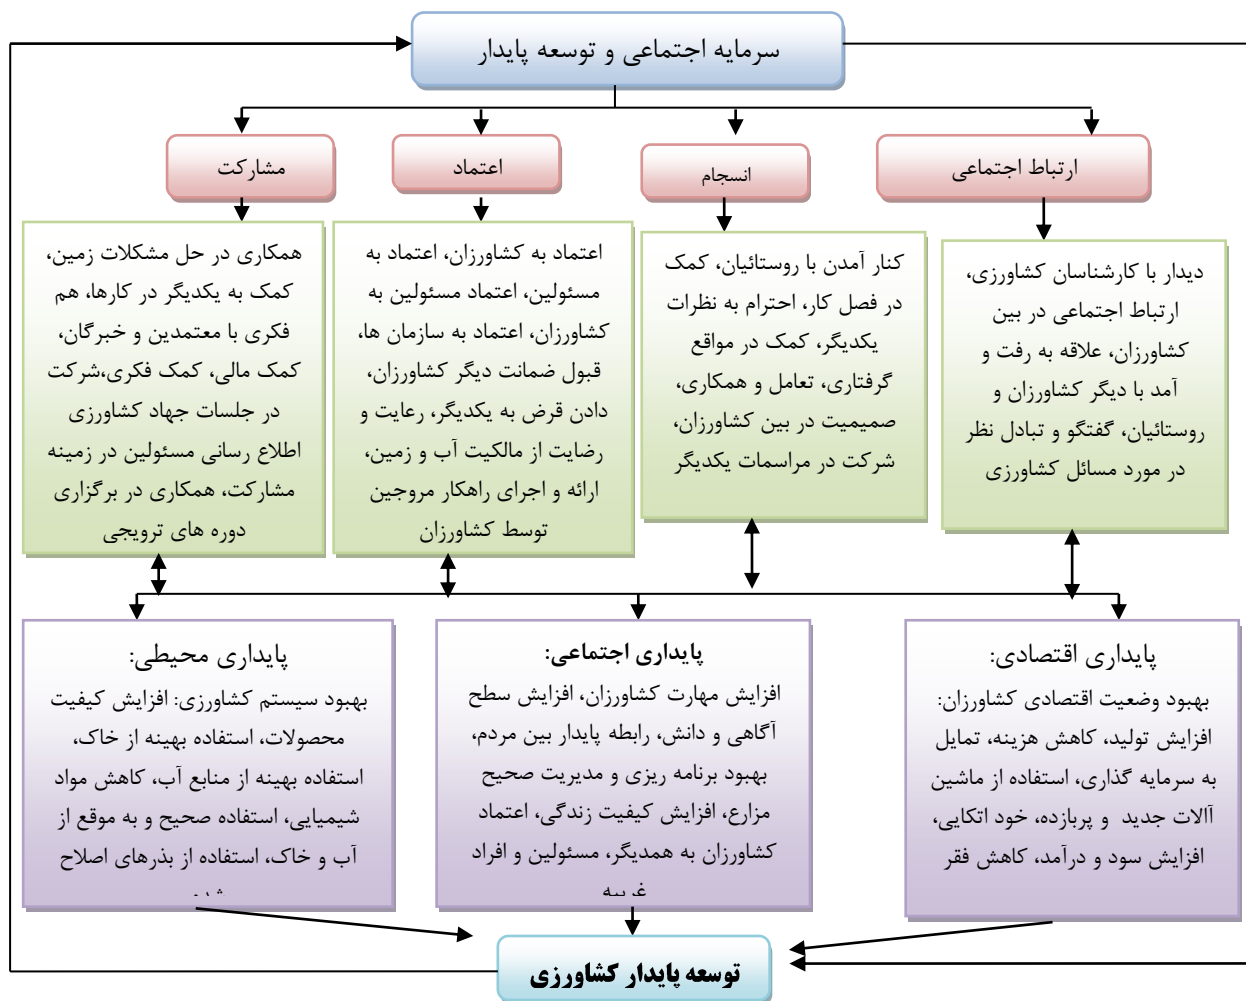 سرمایه اجتماعی و توسعه پایدار
ارتباط اجتماعی
انسجام
اعتماد
مشارکت
دیدار با کارشناسان کشاورزی،
ارتباط اجتماعی در بین
کشاورزان، علاقه به رفت و
آمد با دیگر کشاورزان و
روستائیان، گفتگو و تبادل نظر
در مورد مسائل کشاورزی
کنار آمدن با روستائیان، کمک
در فصل کار، احترام به نظرات
یکدیگر، کمک در مواقع
گرفتاری، تعامل و همکاری،
صمیمیت در بین کشاورزان،
شرکت در مراسمات یکدیگر
اعتماد به کشاورزان، اعتماد به
مسئولین، اعتماد مسئولین به
کشاورزان، اعتماد به سازمان ها،
قبول ضمانت دیگر کشاورزان،
دادن قرض به یکدیگر، رعایت و
رضایت از مالکیت آب و زمین،
ارائه و اجرای راهکار مروجین
توسط کشاورزان
همکاری در حل مشکلات زمین،
کمک به یکدیگر در کارها، هم
فکری با معتمدین و خبرگان،
کمک مالی، کمک فکری،شرکت
در جلسات جهاد کشاورزی
اطلاع رسانی مسئولین در زمینه
مشارکت، همکاری در برگزاری
دوره های ترویجی
پایداری اقتصادی:
بهبود وضعیت اقتصادی کشاورزان:
افزایش تولید، کاهش هزینه، تمایل
به سرمایه گذاری، استفاده از ماشین
آالات جدید و پربازده، خود اتکایی،
افزایش سود و درآمد، کاهش فقر
پایداری اجتماعی:
افزایش مهارت کشاورزان، افزایش سطح
آگاهی و دانش، رابطه پایدار بین مردم،
بهبود برنامه ریزی و مدیریت صحیح
مزارع، افزایش کیفیت زندگی، اعتماد
کشاورزان به همدیگر، مسئولین و افراد
غریبه
پایداری محیطی:
بهبود سیستم کشاورزی: افزایش کیفیت
محصولات، استفاده بهینه از خاک،
استفاده بهینه از منابع آب، کاهش مواد
شیمیایی، استفاده صحیح و به موقع از
آب و خاک، استفاده از بذرهای اصلاح
توسعه پایدار کشاورزی